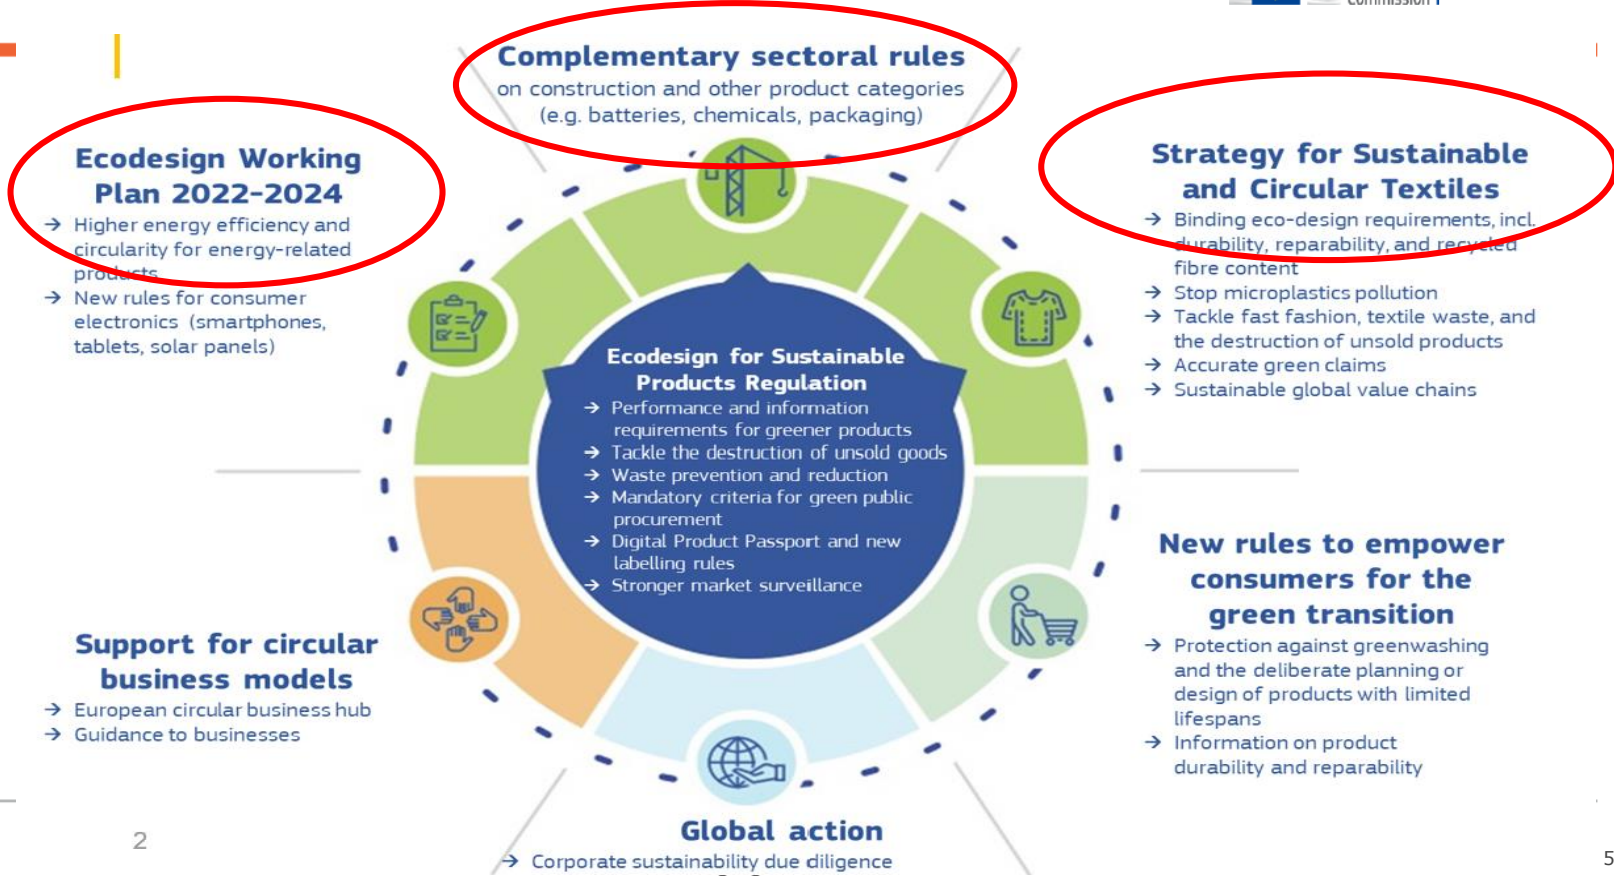 Commission
Complementary sectoral rules
on construction and other product categories
(e.g. batteries, chemicals, packaging)
Ecodesign Working
Plan 2022-2024
→ Higher energy efficiency and
circularity for energy-related
products
→ New rules for consumer
electronics (smartphones,
tablets, solar panels)
Strategy for Sustainable
and Circular Textiles
→ Binding eco-design requirements, incl.
durability, reparability, and recycled
fibre content
→ Stop microplastics pollution
→ Tackle fast fashion, textile waste, and
the destruction of unsold products
→ Accurate green claims
→ Sustainable global value chains
Ecodesign for Sustainable
Products Regulation
→ Performance and information
requirements for greener products
→ Tackle the destruction of unsold goods
→ Waste prevention and reduction
→ Mandatory criteria for green public
procurement
→ Digital Product Passport and new
labelling rules
→ Stronger market surveillance
Support for circular
business models
→ European circular business hub
→ Guidance to businesses
New rules to empower
consumers for the
green transition
→ Protection against greenwashing
and the deliberate planning or
design of products with limited
lifespans
→ Information on product
durability and reparability
Global action
→ Corporate sustainability due diligence
2
5